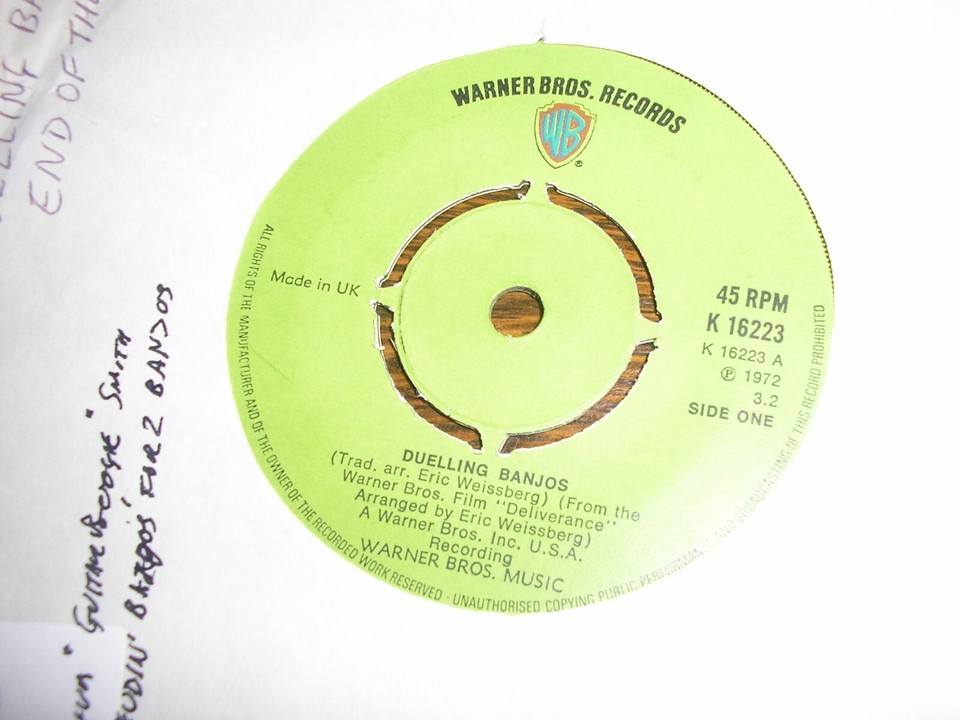 WARNER BROS. RECORDS
WB
®
Made in UK
45 RPM
K 16223
K 16223 A
℗ 1972
3.2
SIDE ONE
DUELLING BANJOS
(Trad. arr. Eric Weissberg) (From the
Warner Bros. Film "Deliverance"
Arranged by Eric Weissberg)
A Warner Bros. Inc. U.S.A.
Recording
WARNER BROS. MUSIC
ALL RIGHTS OF THE MANUFACTURER AND OF THE OWNER OF THE RECORDED WORK RESERVED · UNAUTHORISED COPYING PUBLIC PERFORMANCE AND BROADCASTING OF THIS RECORD PROHIBITED
END OF THE
"GUITAR BOOGIE" SMITH
FOR 2 BANJOS